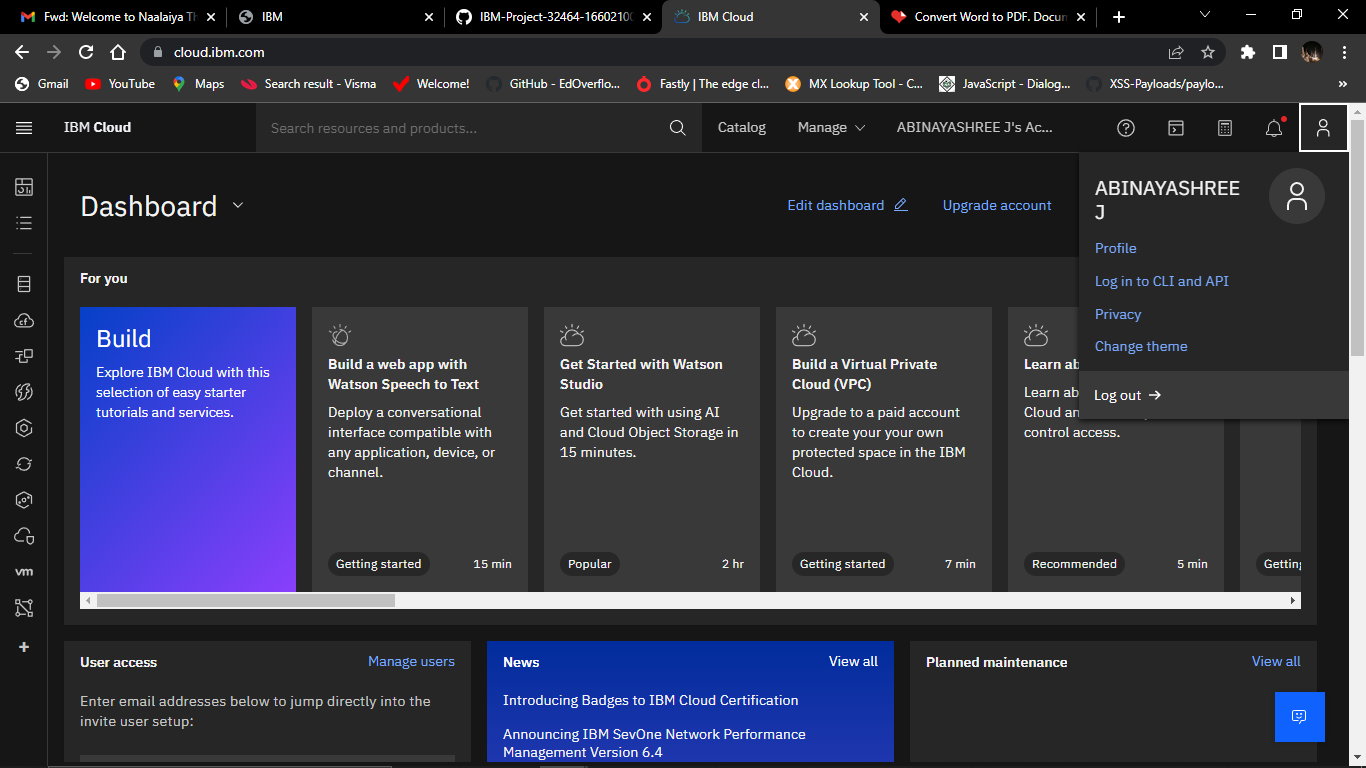 Fwd: Welcome to Naalaiya Th
IBM
IBM-Project-32464-16602100
IBM Cloud
Convert Word to PDF. Docum
cloud.ibm.com
Gmail
YouTube
Maps
Search result - Visma
Welcome!
GitHub - EdOverflo...
Fastly | The edge cl...
MX Lookup Tool - C...
JavaScript - Dialog...
XSS-Payloads/paylo...
IBM Cloud
Search resources and products...
Catalog
Manage
ABINAYASHREE J's Ac...
Dashboard
Edit dashboard
Upgrade account
ABINAYASHREE
J
Profile
Log in to CLI and API
Privacy
Change theme
Log out
For you
Build
Explore IBM Cloud with this
selection of easy starter
tutorials and services.
Build a web app with
Watson Speech to Text
Deploy a conversational
interface compatible with
any application, device, or
channel.
Getting started
15 min
Get Started with Watson
Studio
Get started with using AI
and Cloud Object Storage in
15 minutes.
Popular
2 hr
Build a Virtual Private
Cloud (VPC)
Upgrade to a paid account
to create your your own
protected space in the IBM
Cloud.
Getting started
7 min
Learn ab
Learn ab
Cloud an
control access.
Recommended
5 min
Getting
cf
vm
User access
Manage users
Enter email addresses below to jump directly into the
invite user setup:
News
View all
Introducing Badges to IBM Cloud Certification
Announcing IBM SevOne Network Performance
Management Version 6.4
Planned maintenance
View all